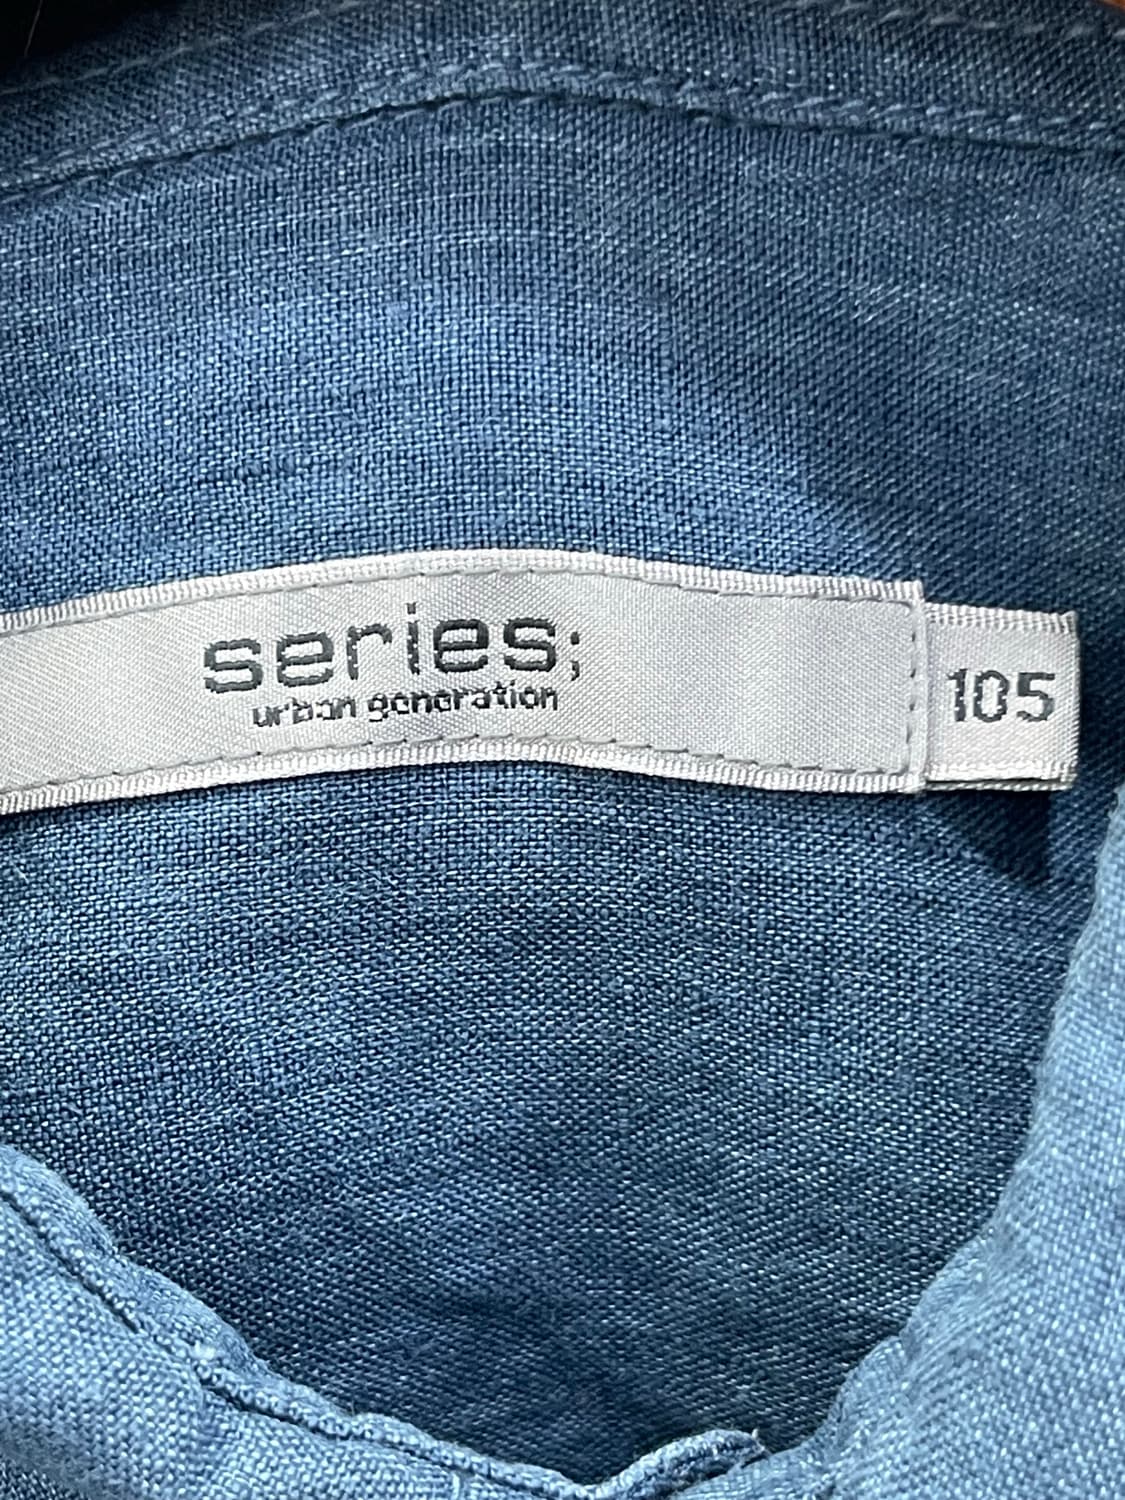 series;
urban generation
105